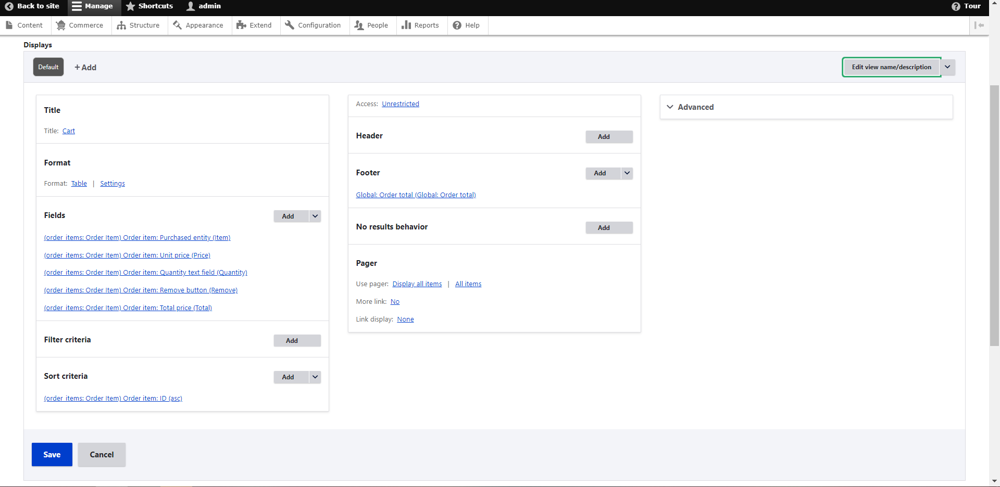 Back to site Manage Shortcuts admin Tour
Content Commerce Structure Appearance Extend Configuration People Reports Help
Displays
Default + Add Edit view name/description
Title
Title: Cart
Format
Format: Table | Settings
Fields Add
(order_items: Order Item) Order item: Purchased entity (Item)
(order_items: Order Item) Order item: Unit price (Price)
(order_items: Order Item) Order item: Quantity text field (Quantity)
(order_items: Order Item) Order item: Remove button (Remove)
(order_items: Order Item) Order item: Total price (Total)
Filter criteria Add
Sort criteria Add
(order_items: Order Item) Order item: ID (asc)
Access: Unrestricted
Header Add
Footer Add
Global: Order total (Global: Order total)
No results behavior Add
Pager
Use pager: Display all items | All items
More link: No
Link display: None
Advanced
Save Cancel